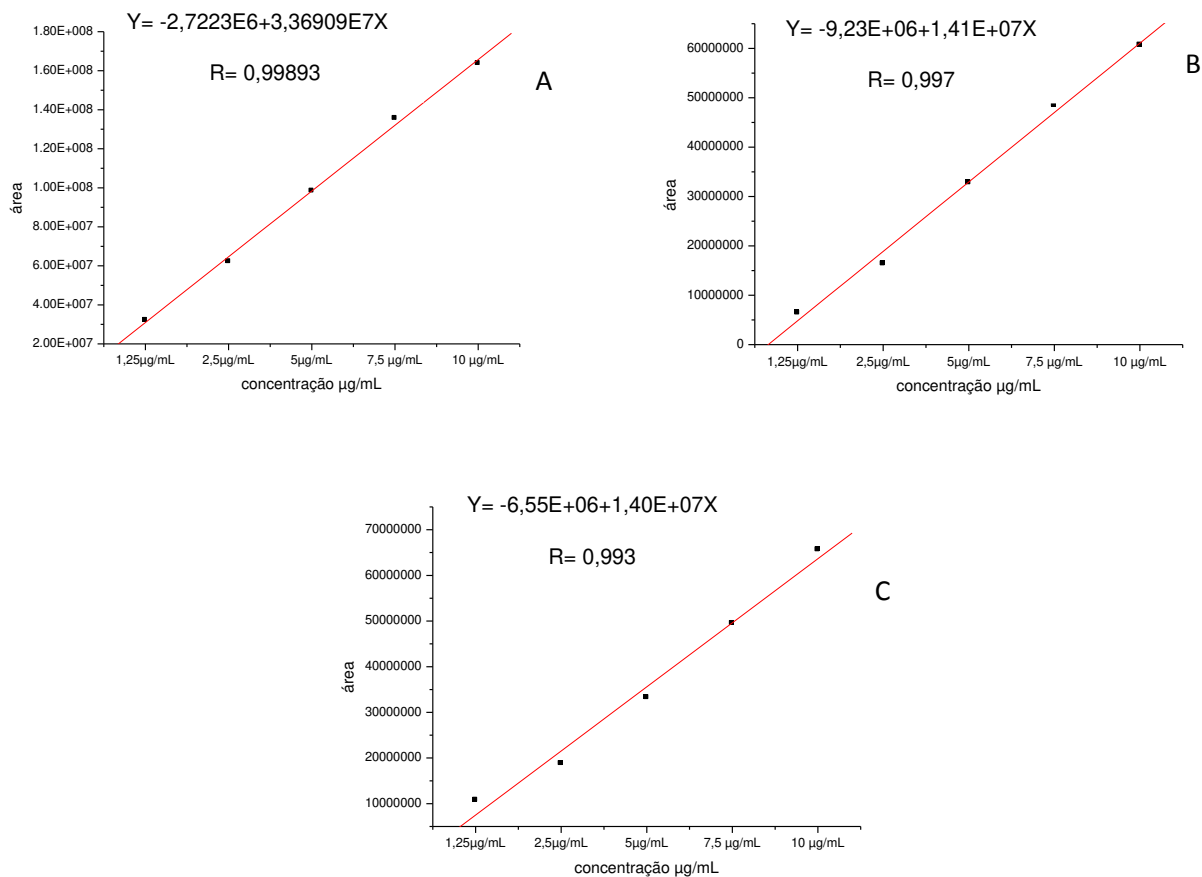 Y= -2,7223E6+3,36909E7X
R= 0,99893
A
1.80E+008
1.60E+008
1.40E+008
1.20E+008
1.00E+008
8.00E+007
6.00E+007
4.00E+007
2.00E+007
área
1,25µg/mL 2,5µg/mL 5µg/mL 7,5 µg/mL 10 µg/mL
concentração µg/mL
Y= -9,23E+06+1,41E+07X
R= 0,997
B
60000000
50000000
40000000
30000000
20000000
10000000
0
área
1,25µg/mL 2,5µg/mL 5µg/mL 7,5 µg/mL 10 µg/mL
concentração µg/mL
Y= -6,55E+06+1,40E+07X
R= 0,993
C
70000000
60000000
50000000
40000000
30000000
20000000
10000000
área
1,25µg/mL 2,5µg/mL 5µg/mL 7,5 µg/mL 10 µg/mL
concentração µg/mL